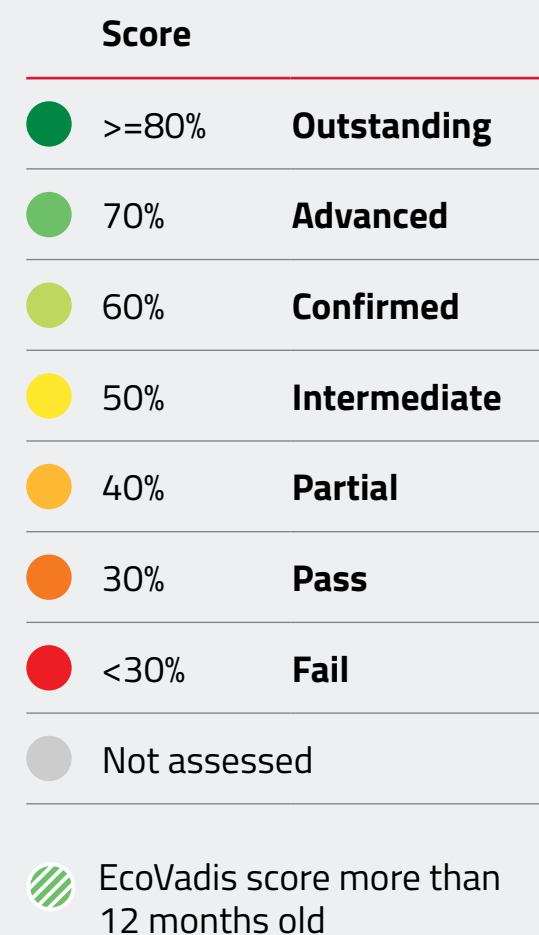 Score
>=80% Outstanding
70% Advanced
60% Confirmed
50% Intermediate
40% Partial
30% Pass
<30% Fail
Not assessed
EcoVadis score more than
12 months old